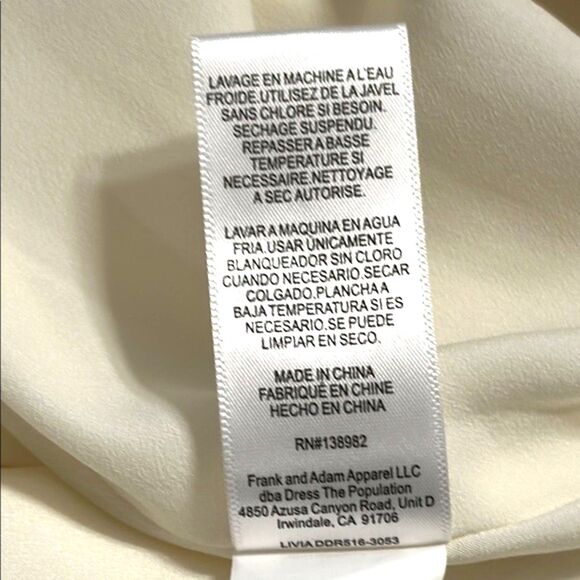 LAVAGE EN MACHINE A L'EAU
FROIDE.UTILISEZ DE LA JAVEL
SANS CHLORE SI BESOIN.
SECHAGE SUSPENDU.
REPASSER A BASSE
TEMPERATURE SI
NECESSAIRE.NETTOYAGE
A SEC AUTORISE.
LAVAR A MAQUINA EN AGUA
FRIA.USAR ÚNICAMENTE
BLANQUEADOR SIN CLORO
CUANDO NECESARIO.SECAR
COLGADO.PLANCHA A
BAJA TEMPERATURA SI ES
NECESARIO.SE PUEDE
LIMPIAR EN SECO.
MADE IN CHINA
FABRIQUÉ EN CHINE
HECHO EN CHINA
RN#138982
Frank and Adam Apparel LLC
dba Dress The Population
4850 Azusa Canyon Road, Unit D
Irwindale, CA 91706
LIVIA DDR516-3053